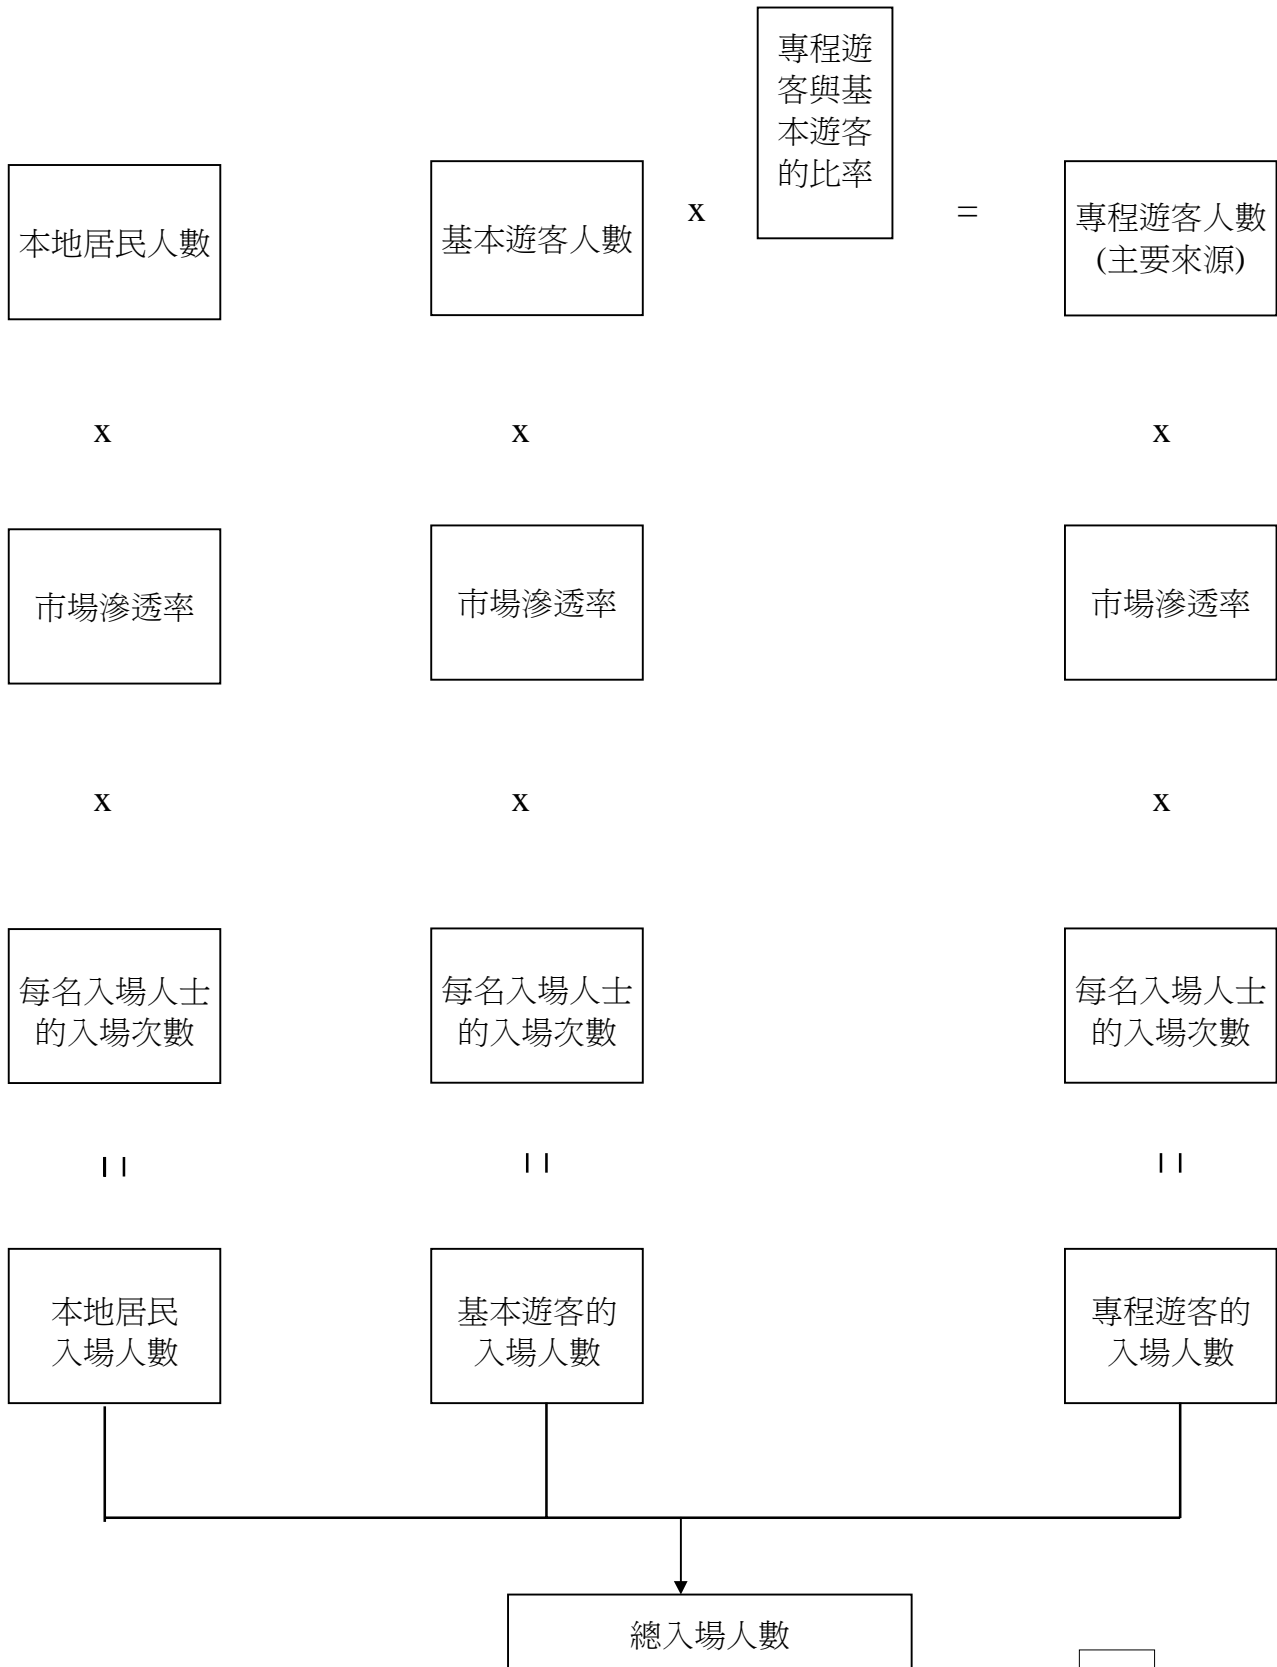 專程遊
客與基
本遊客
的比率
本地居民人數
基本遊客人數
x
=
專程遊客人數
(主要來源)
x
x
x
市場滲透率
市場滲透率
市場滲透率
x
x
x
每名入場人士
的入場次數
每名入場人士
的入場次數
每名入場人士
的入場次數
=
=
=
本地居民
入場人數
基本遊客的
入場人數
專程遊客的
入場人數
總入場人數